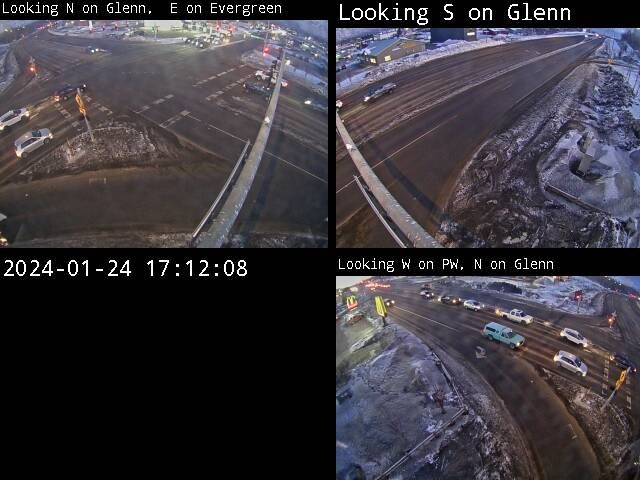 Looking N on Glenn, E on Evergreen
Looking S on Glenn
2024-01-24 17:12:08
Looking W on PW, N on Glenn